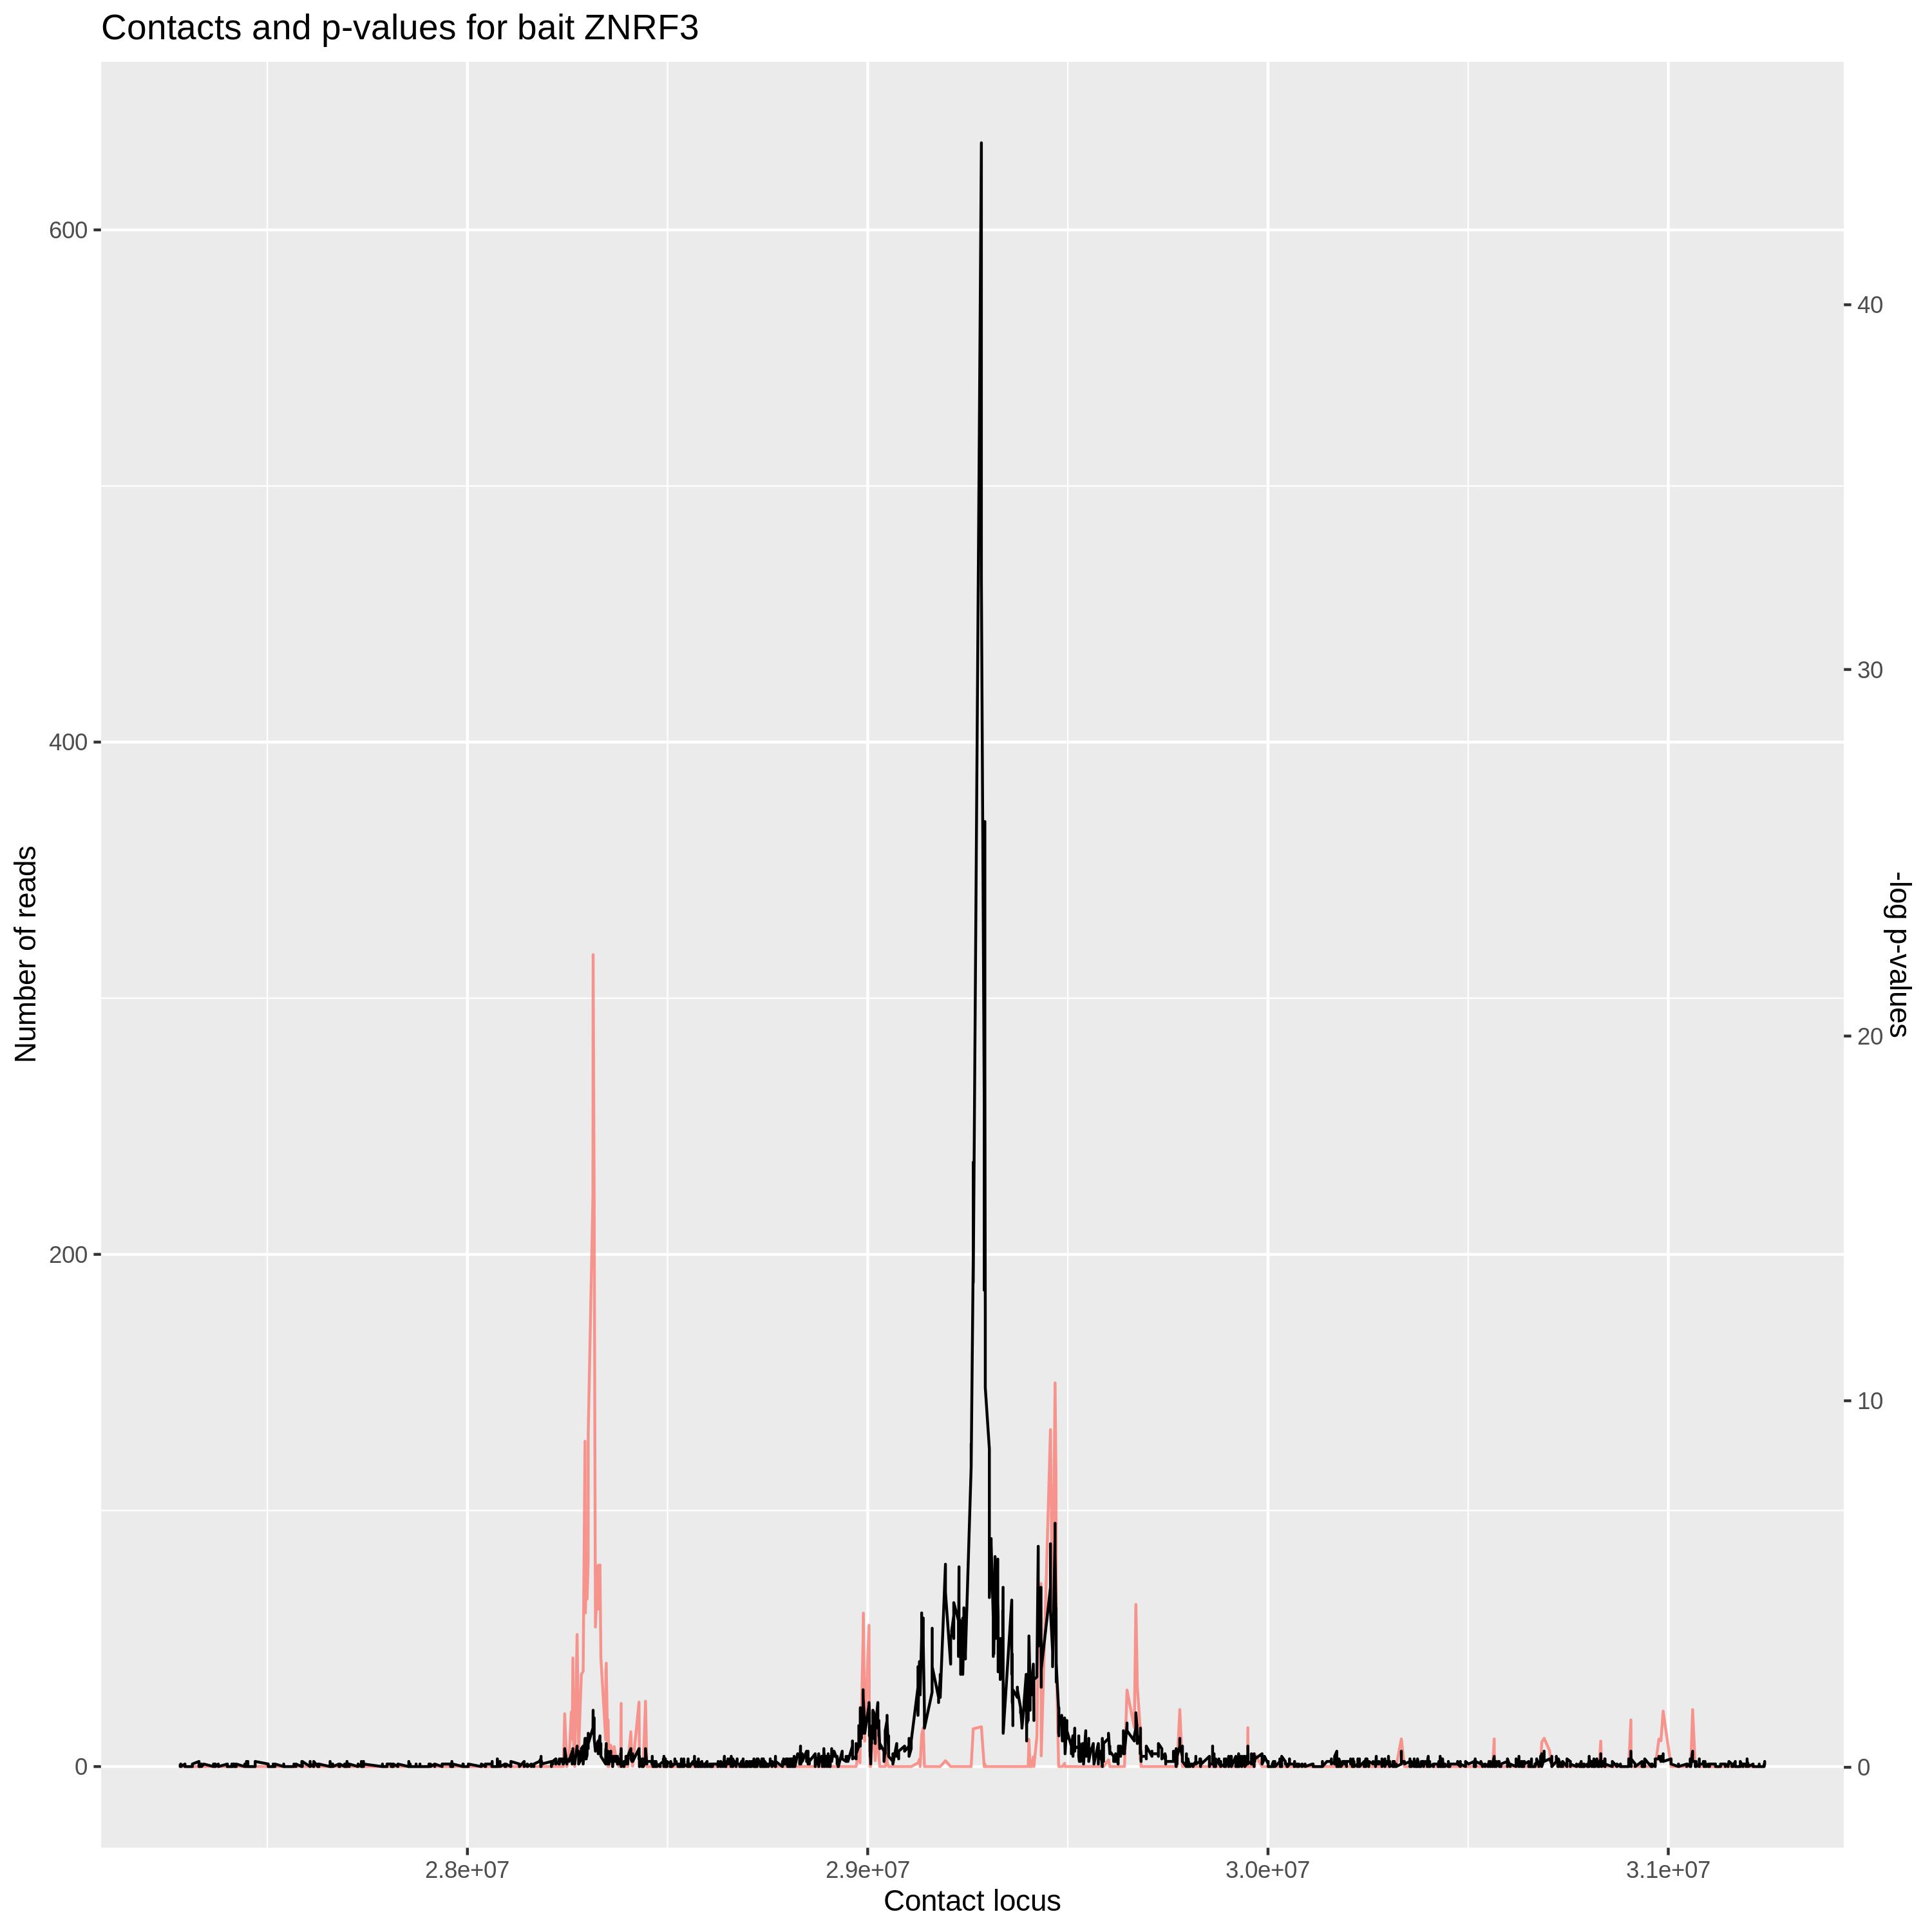 Contacts and p-values for bait ZNRF3
600
400
200
0
Number of reads
40
30
20
10
0
-log p-values
2.8e+07
2.9e+07
3.0e+07
3.1e+07
Contact locus